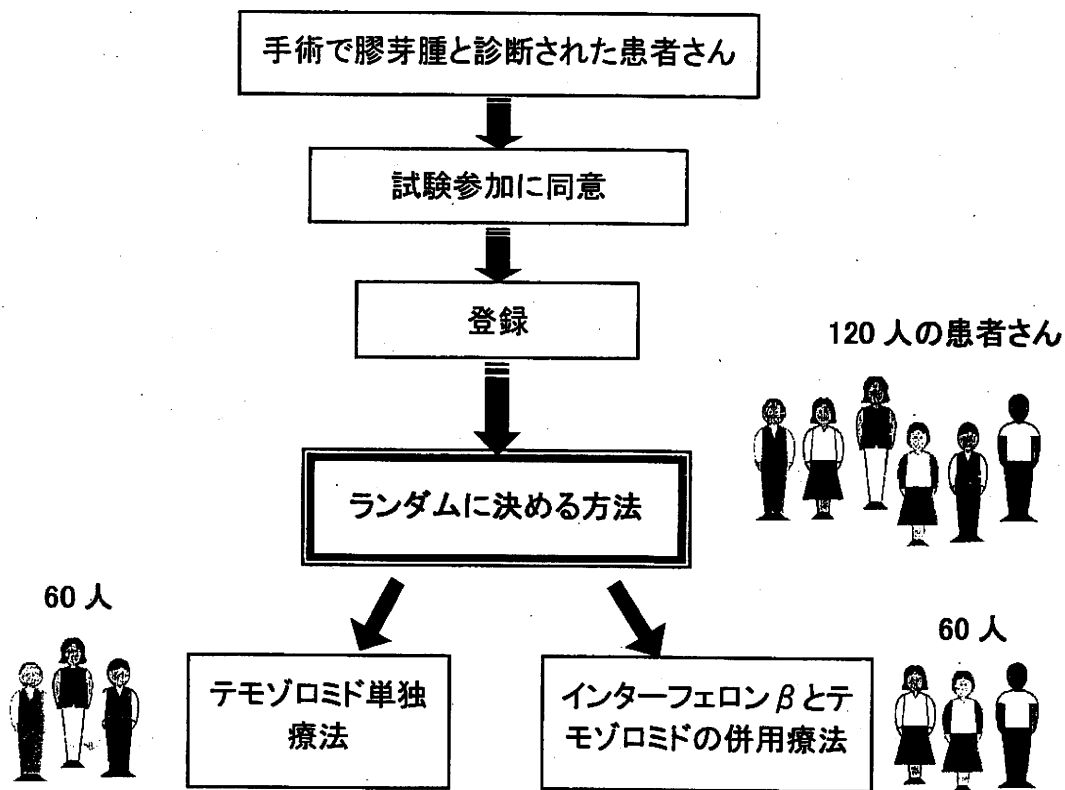 手術で膠芽腫と診断された患者さん
試験参加に同意
登録
120 人の患者さん
ランダムに決める方法
60 人
60 人
テモゾロミド単独
療法
インターフェロンβとテ
モゾロミドの併用療法